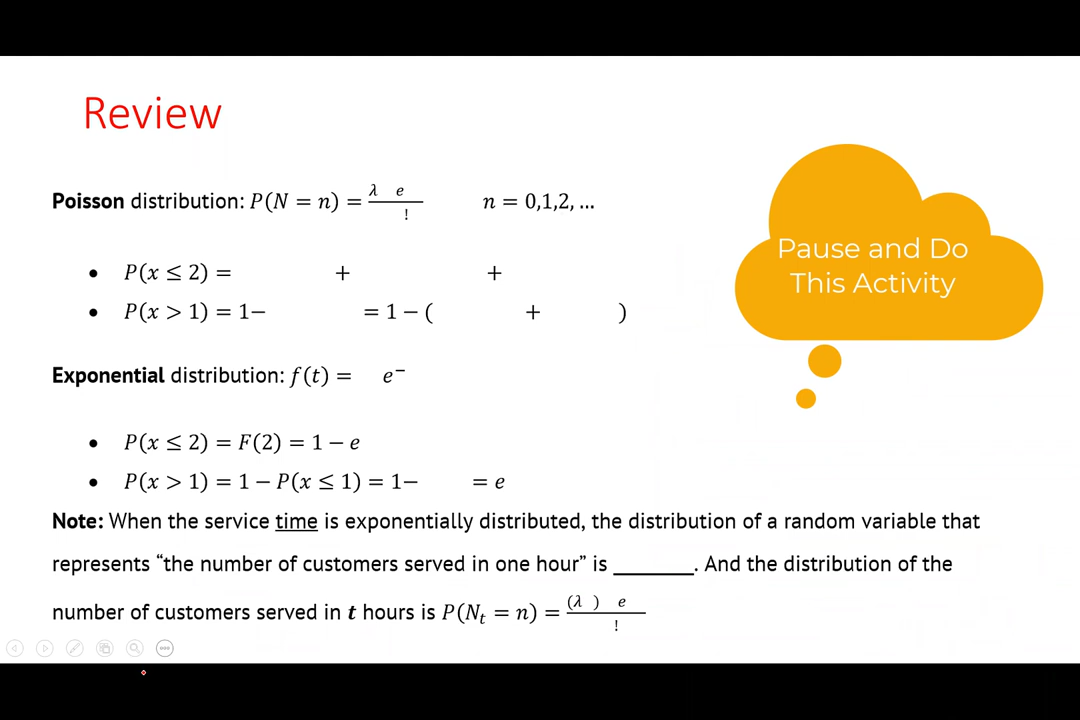 Review
Poisson distribution: P(N = n) = λ e / ! n = 0,1,2, ...
• P(x ≤ 2) = + +
• P(x > 1) = 1− = 1 − ( + )
Exponential distribution: f(t) = e−
• P(x ≤ 2) = F(2) = 1 − e
• P(x > 1) = 1 − P(x ≤ 1) = 1− = e
Note: When the service time is exponentially distributed, the distribution of a random variable that
represents “the number of customers served in one hour” is ________. And the distribution of the
number of customers served in t hours is P(Nt = n) = (λ ) e / !
Pause and Do
This Activity